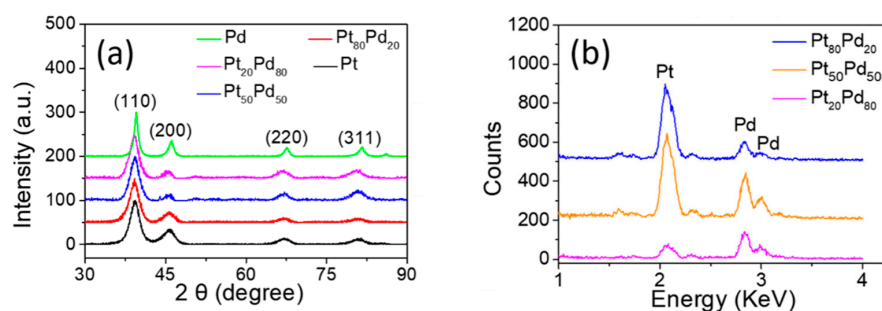 (a)
Pd
Pt80Pd20
Pt20Pd80
Pt
Pt50Pd50
(110)
(200)
(220)
(311)
Intensity (a.u.)
500
400
300
200
100
0
30
45
60
75
90
2 θ (degree)
(b)
Pt80Pd20
Pt50Pd50
Pt20Pd80
Pt
Pd
Pd
Counts
1200
1000
800
600
400
200
0
1
2
3
4
Energy (KeV)